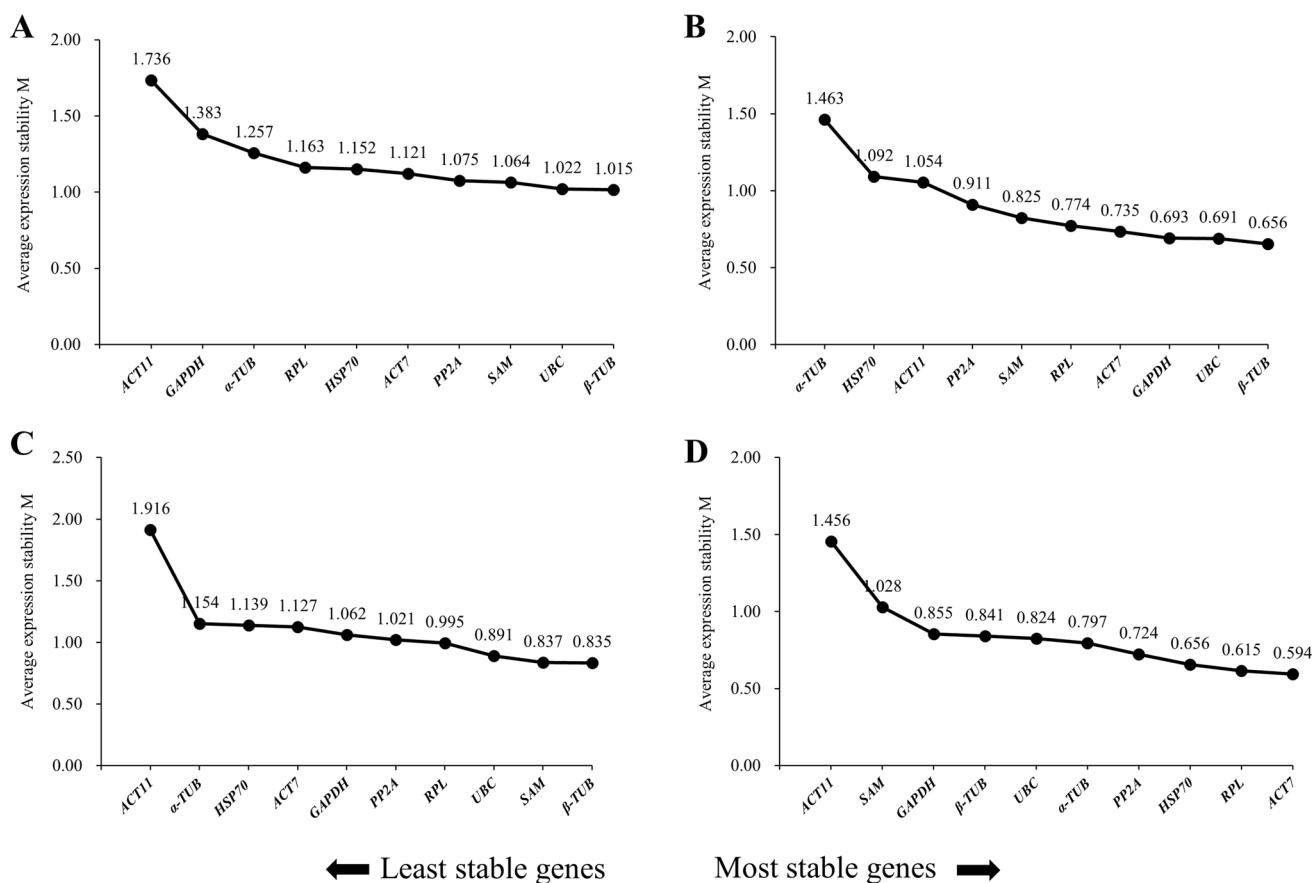 A
Average expression stability M
2.00
1.50
1.00
0.50
0.00
1.736
1.383
1.257
1.163
1.152
1.121
1.075
1.064
1.022
1.015
ACT11
GAPDH
α-TUB
RPL
HSP70
ACT7
PP2A
SAM
UBC
β-TUB
B
Average expression stability M
2.00
1.50
1.00
0.50
0.00
1.463
1.092
1.054
0.911
0.825
0.774
0.735
0.693
0.691
0.656
α-TUB
HSP70
ACT11
PP2A
SAM
RPL
ACT7
GAPDH
UBC
β-TUB
C
Average expression stability M
2.50
2.00
1.50
1.00
0.50
0.00
1.916
1.154
1.139
1.127
1.062
1.021
0.995
0.891
0.837
0.835
ACT11
α-TUB
HSP70
ACT7
GAPDH
PP2A
RPL
UBC
SAM
β-TUB
D
Average expression stability M
2.00
1.50
1.00
0.50
0.00
1.456
1.028
0.855
0.841
0.824
0.797
0.724
0.656
0.615
0.594
ACT11
SAM
GAPDH
β-TUB
UBC
α-TUB
PP2A
HSP70
RPL
ACT7
Least stable genes
Most stable genes